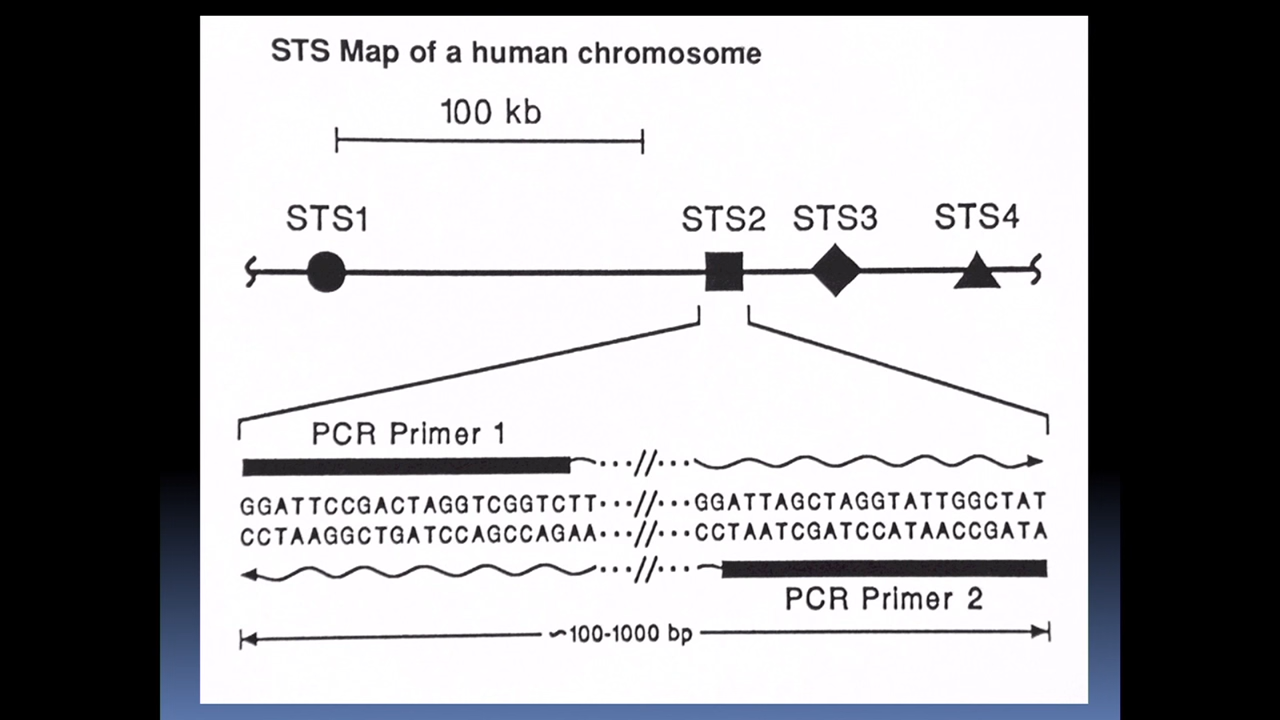 STS Map of a human chromosome
100 kb
STS1 STS2 STS3 STS4
PCR Primer 1
GGATTCCGACTAGGTCGGTCTT···//···GGATTAGCTAGGTATTGGCTAT
CCTAAGGCTGATCCAGCCAGAA···//···CCTAATCGATCCATAACCGATA
PCR Primer 2
~100-1000 bp